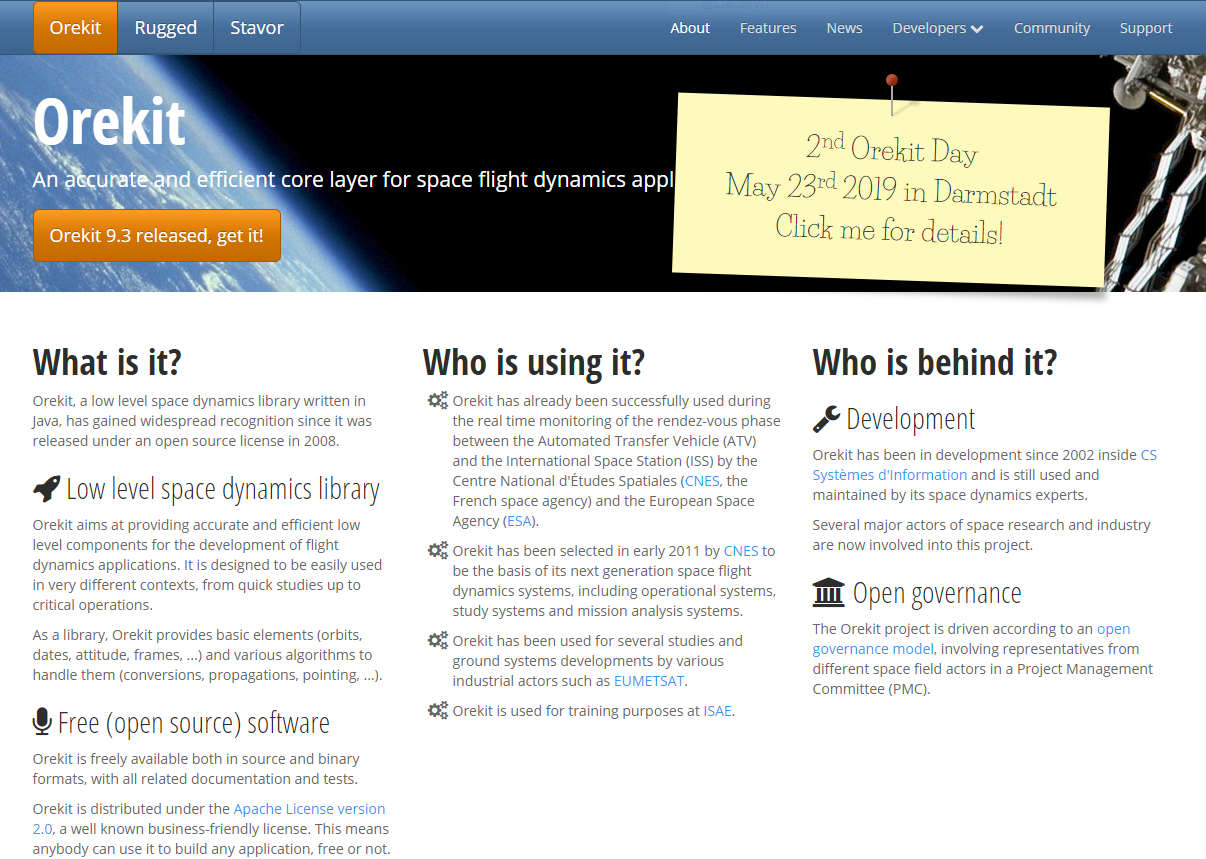 Orekit
Rugged
Stavor
About
Features
News
Developers
Community
Support
Orekit
An accurate and efficient core layer for space flight dynamics appl
Orekit 9.3 released, get it!
2nd Orekit Day
May 23rd 2019 in Darmstadt
Click me for details!
What is it?
Orekit, a low level space dynamics library written in
Java, has gained widespread recognition since it was
released under an open source license in 2008.
Low level space dynamics library
Orekit aims at providing accurate and efficient low
level components for the development of flight
dynamics applications. It is designed to be easily used
in very different contexts, from quick studies up to
critical operations.
As a library, Orekit provides basic elements (orbits,
dates, attitude, frames, ...) and various algorithms to
handle them (conversions, propagations, pointing, ...).
Free (open source) software
Orekit is freely available both in source and binary
formats, with all related documentation and tests.
Orekit is distributed under the Apache License version
2.0, a well known business-friendly license. This means
anybody can use it to build any application, free or not.
Who is using it?
Orekit has already been successfully used during
the real time monitoring of the rendez-vous phase
between the Automated Transfer Vehicle (ATV)
and the International Space Station (ISS) by the
Centre National d'Études Spatiales (CNES, the
French space agency) and the European Space
Agency (ESA).
Orekit has been selected in early 2011 by CNES to
be the basis of its next generation space flight
dynamics systems, including operational systems,
study systems and mission analysis systems.
Orekit has been used for several studies and
ground systems developments by various
industrial actors such as EUMETSAT.
Orekit is used for training purposes at ISAE.
Who is behind it?
Development
Orekit has been in development since 2002 inside CS
Systèmes d'Information and is still used and
maintained by its space dynamics experts.
Several major actors of space research and industry
are now involved into this project.
Open governance
The Orekit project is driven according to an open
governance model, involving representatives from
different space field actors in a Project Management
Committee (PMC).